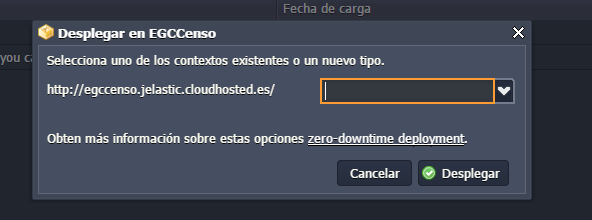 Fecha de carga
Desplegar en EGCCenso
you ca
Selecciona uno de los contextos existentes o un nuevo tipo.
http://egccenso.jelastic.cloudhosted.es/
Obten más información sobre estas opciones zero-downtime deployment.
Cancelar
Desplegar